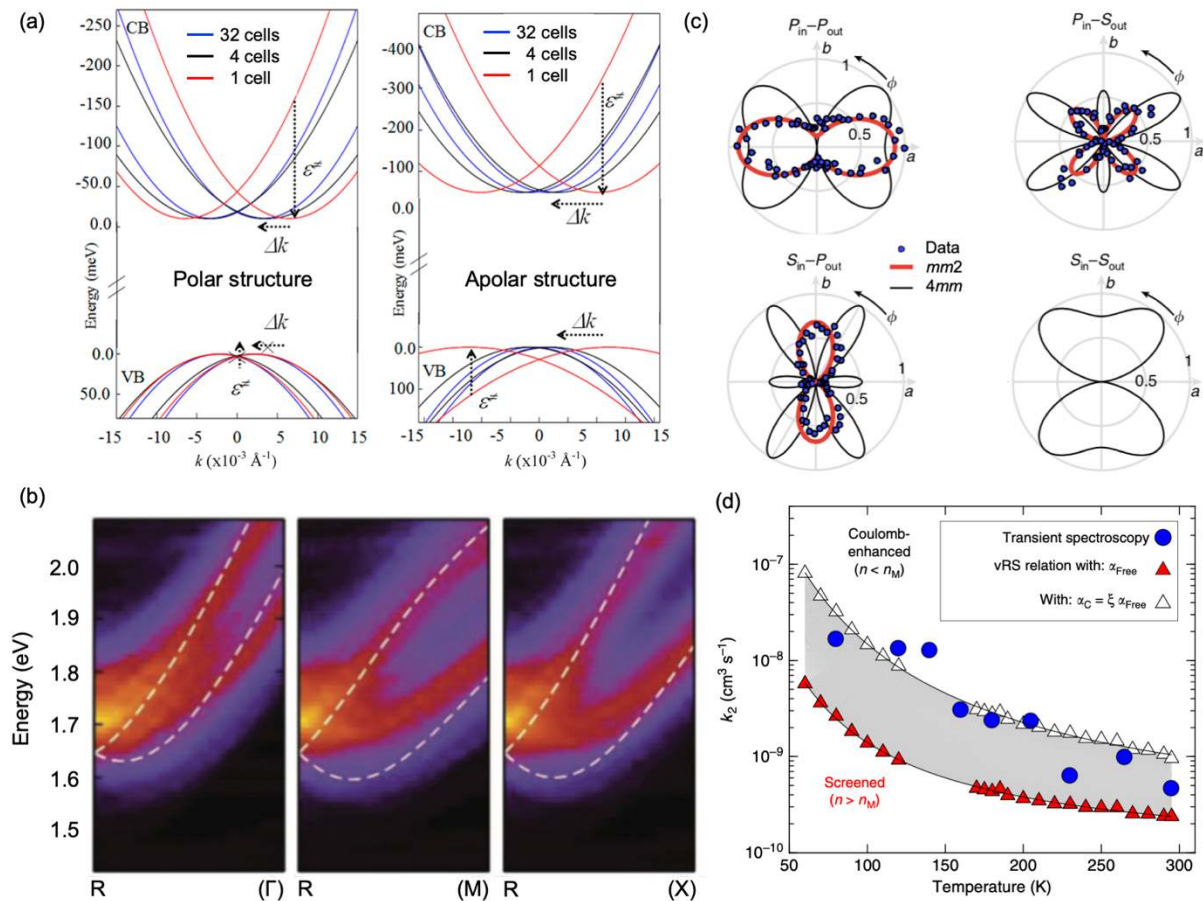 (a)
CB
-270
-250
-200
-150
-100
-50.0
0.0
Energy (meV)
32 cells
4 cells
1 cell
Δk
Polar structure
Δk
0.0
50.0
VB
-15
-10
-5
0
5
10
15
k (x10⁻³ Å⁻¹)
CB
-400
-300
-200
-100
0.0
Energy (meV)
32 cells
4 cells
1 cell
Δk
Apolar structure
Δk
0.0
100
VB
-15
-10
-5
0
5
10
15
k (x10⁻³ Å⁻¹)
(b)
Energy (eV)
2.0
1.9
1.8
1.7
1.6
1.5
R
(Γ)
R
(M)
R
(X)
(c)
Pin–Pout
b
ϕ
1
0.5
a
Pin–Sout
b
ϕ
0.5
1
a
Sin–Pout
b
ϕ
1
0.5
a
Data
mm2
4mm
Sin–Sout
b
ϕ
1
0.5
a
(d)
k₂ (cm³ s⁻¹)
10⁻⁷
10⁻⁸
10⁻⁹
10⁻¹⁰
Coulomb-
enhanced
(n < nM)
Transient spectroscopy
vRS relation with: αFree
With: αC = ξ αFree
Screened
(n > nM)
50
100
150
200
250
300
Temperature (K)